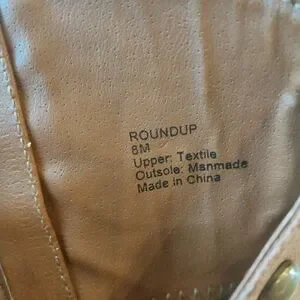 ROUNDUP
8M
Upper: Textile
Outsole: Manmade
Made in China